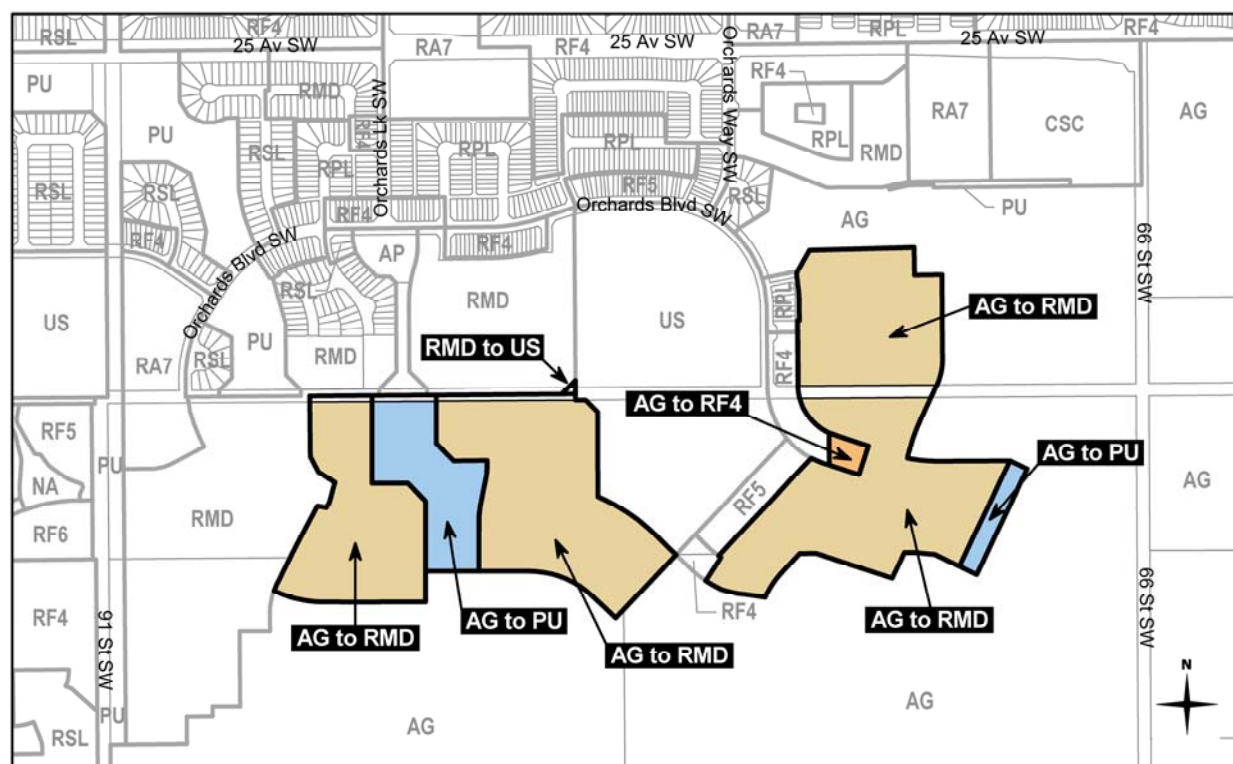 RSL
RF4
25 Av SW
RA7
RF4
25 Av SW
RA7
RPL
25 Av SW
RF4
PU
PU
RMD
RF4
Orchards Lk SW
RPL
RSL
RPL
RPL
Orchards Way SW
RF4
RPL
RMD
RA7
CSC
AG
RSL
RSL
RF4
Orchards Blvd SW
RF4
AP
RF4
RF5
Orchards Blvd SW
RSL
AG
PU
66 St SW
US
RSL
RMD
US
RPL
AG to RMD
RA7
RSL
PU
RMD
RMD to US
RF4
AG to RF4
AG to PU
RF5
NA
PU
RF6
RMD
RF5
AG
AG
RF4
91 St SW
AG to RMD
AG to PU
AG to RMD
RF4
AG to RMD
66 St SW
PU
RSL
AG
AG
N